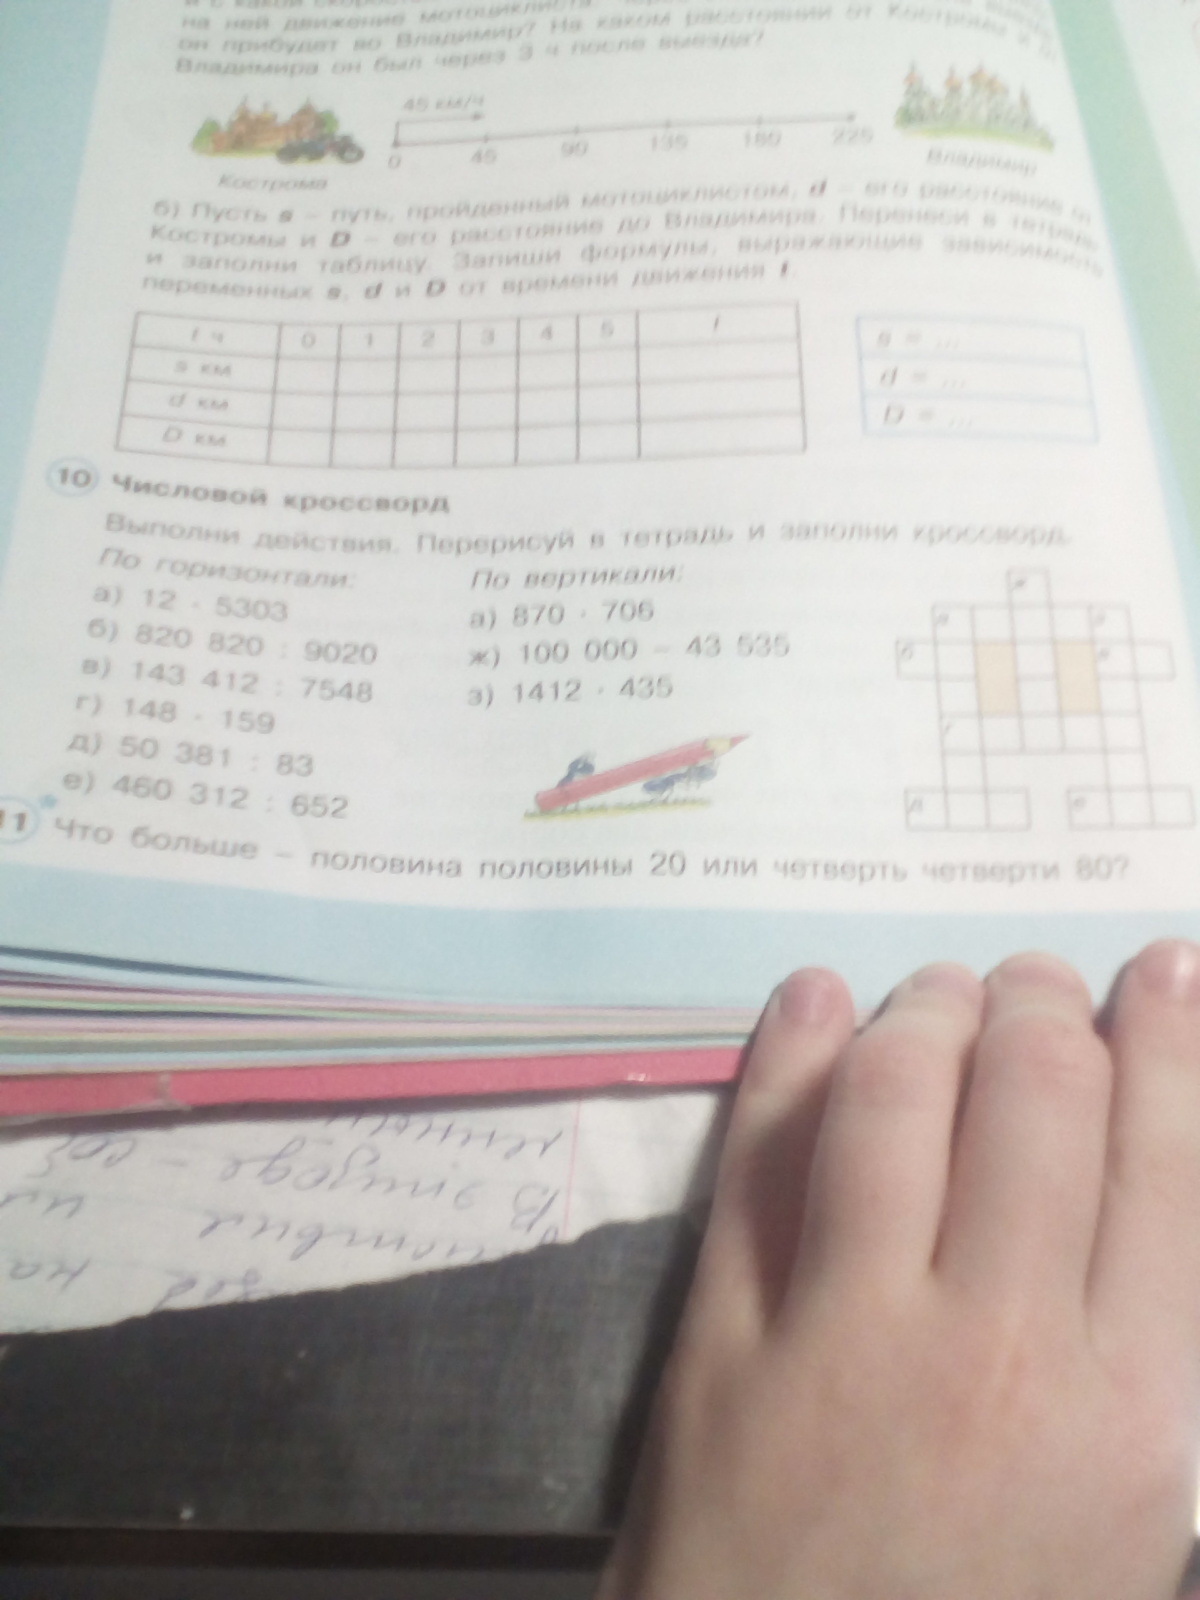 на ней движение мотоциклиста.
он прибудет во Владимир? На каком расстоянии от Костромы и от
Владимира он был через 3 ч после выезда?
45 км/ч
0 45 90 135 180 225
Кострома
Владимир
б) Пусть s – путь, пройденный мотоциклистом, d – его расстояние от
Костромы и D – его расстояние до Владимира. Перенеси в тетрадь
и заполни таблицу. Запиши формулы, выражающие зависимость
переменных s, d и D от времени движения t.
t ч 0 1 2 3 4 5 t
s км
d км
D км
s = ...
d = ...
D = ...
10 Числовой кроссворд
Выполни действия. Перерисуй в тетрадь и заполни кроссворд.
По горизонтали:
а) 12 · 5303
б) 820 820 : 9020
в) 143 412 : 7548
г) 148 · 159
д) 50 381 : 83
е) 460 312 : 652
По вертикали:
а) 870 · 706
ж) 100 000 – 43 535
з) 1412 · 435
11 Что больше – половина половины 20 или четверть четверти 80?